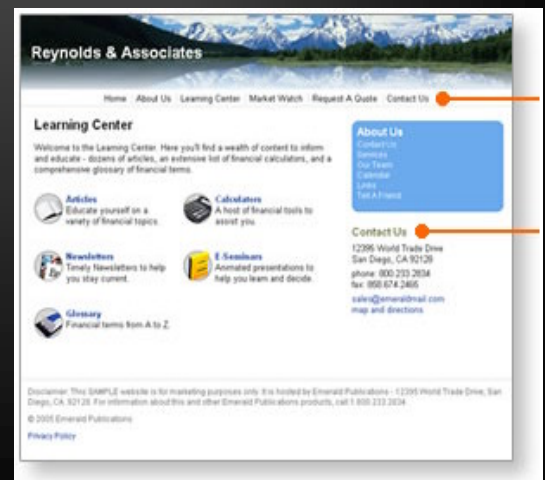 Reynolds & Associates
Home About Us Learning Center Market Watch Request A Quote Contact Us
Learning Center
Welcome to the Learning Center. Here you'll find a wealth of content to inform
and educate - dozens of articles, an extensive list of financial calculators, and a
comprehensive glossary of financial terms.
Articles
Educate yourself on a
variety of financial topics.
Calculators
A host of financial tools to
assist you.
Newsletters
Timely Newsletters to help
you stay current.
E-Seminars
Animated presentations to
help you learn and decide.
Glossary
Financial terms from A to Z.
About Us
Contact Us
Services
Our Team
Calendar
Links
Tell A Friend
Contact Us
12395 World Trade Drive
San Diego, CA 92128
phone: 800.233.2834
fax: 858.674.2465
sales@emeraldmail.com
map and directions
Disclaimer: This SAMPLE website is for marketing purposes only. It is hosted by Emerald Publications - 12395 World Trade Drive, San
Diego, CA. 92128. For information about this and other Emerald Publications products, call 1.800.233.2834
© 2005 Emerald Publications
Privacy Policy